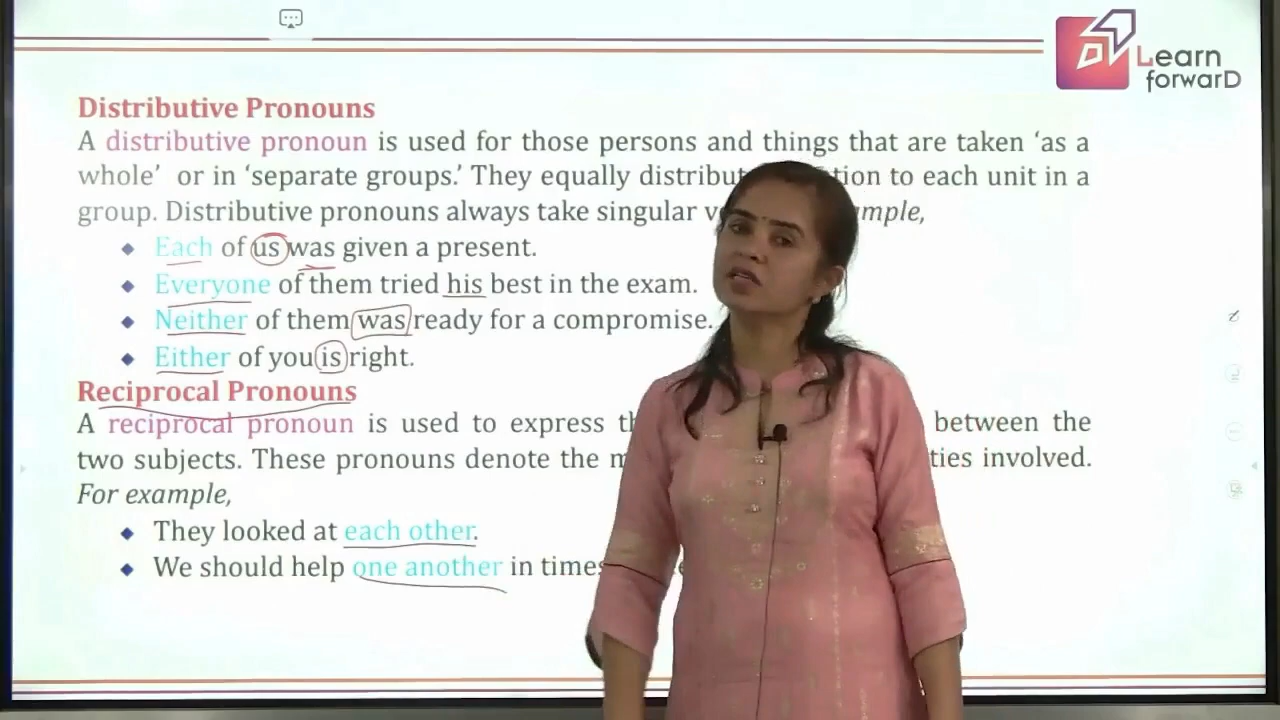 Learn
forwarD
Distributive Pronouns
A distributive pronoun is used for those persons and things that are taken ‘as a
whole’ or in ‘separate groups.’ They equally to each unit in a
group. Distributive pronouns always take singular
Each of us was given a present.
Everyone of them tried his best in the exam.
Neither of them was ready for a compromise.
Either of you is right.
Reciprocal Pronouns
A reciprocal pronoun is used to express between the
two subjects. These pronouns denote the involved.
For example,
They looked at each other.
We should help one another in